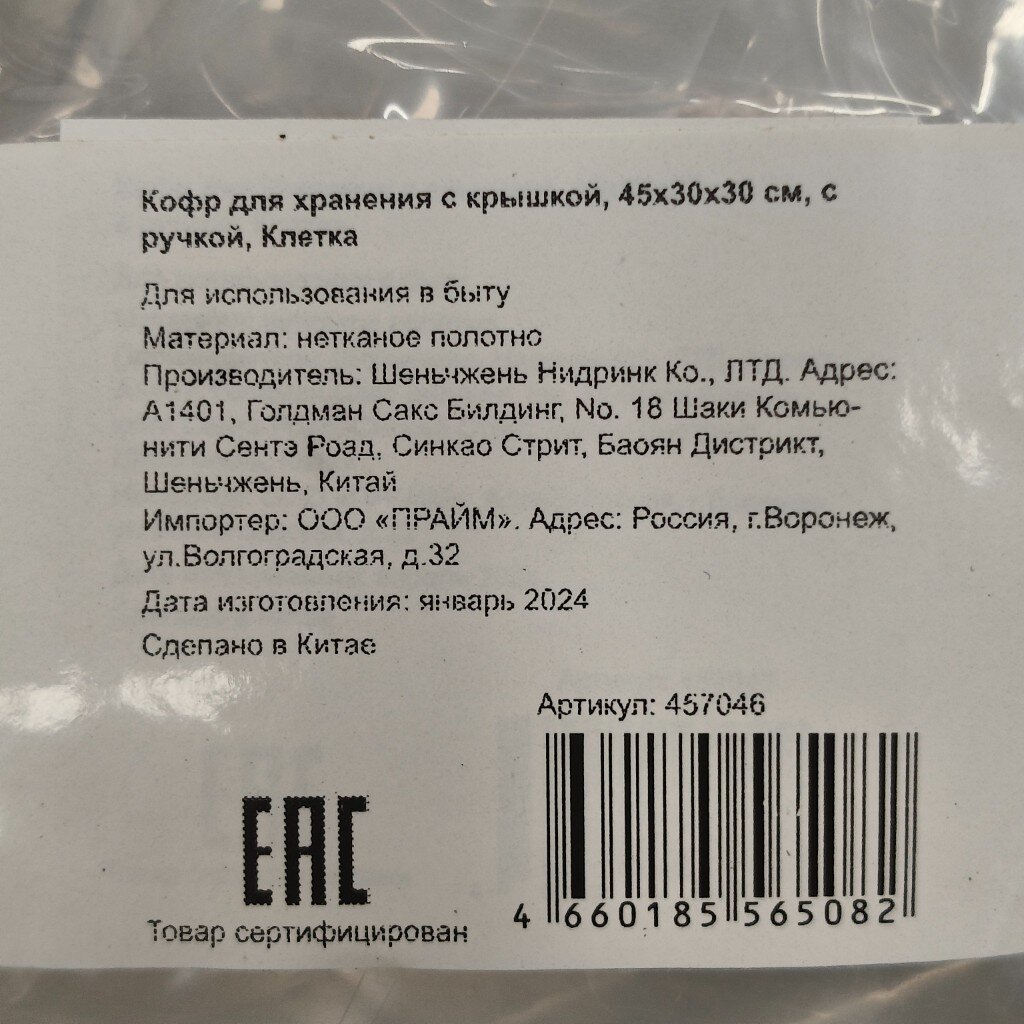 Кофр для хранения с крышкой, 45х30х30 см, с
ручкой, Клетка
Для использования в быту
Материал: нетканое полотно
Производитель: Шеньчжень Нидринк Ко., ЛТД. Адрес:
А1401, Голдман Сакс Билдинг, No. 18 Шаки Комью-
нити Сентэ Роад, Синкао Стрит, Баоян Дистрикт,
Шеньчжень, Китай
Импортер: ООО «ПРАЙМ». Адрес: Россия, г.Воронеж,
ул.Волгоградская, д.32
Дата изготовления: январь 2024
Сделано в Китае
Артикул: 457046
EAC
Товар сертифицирован
4 660185 565082